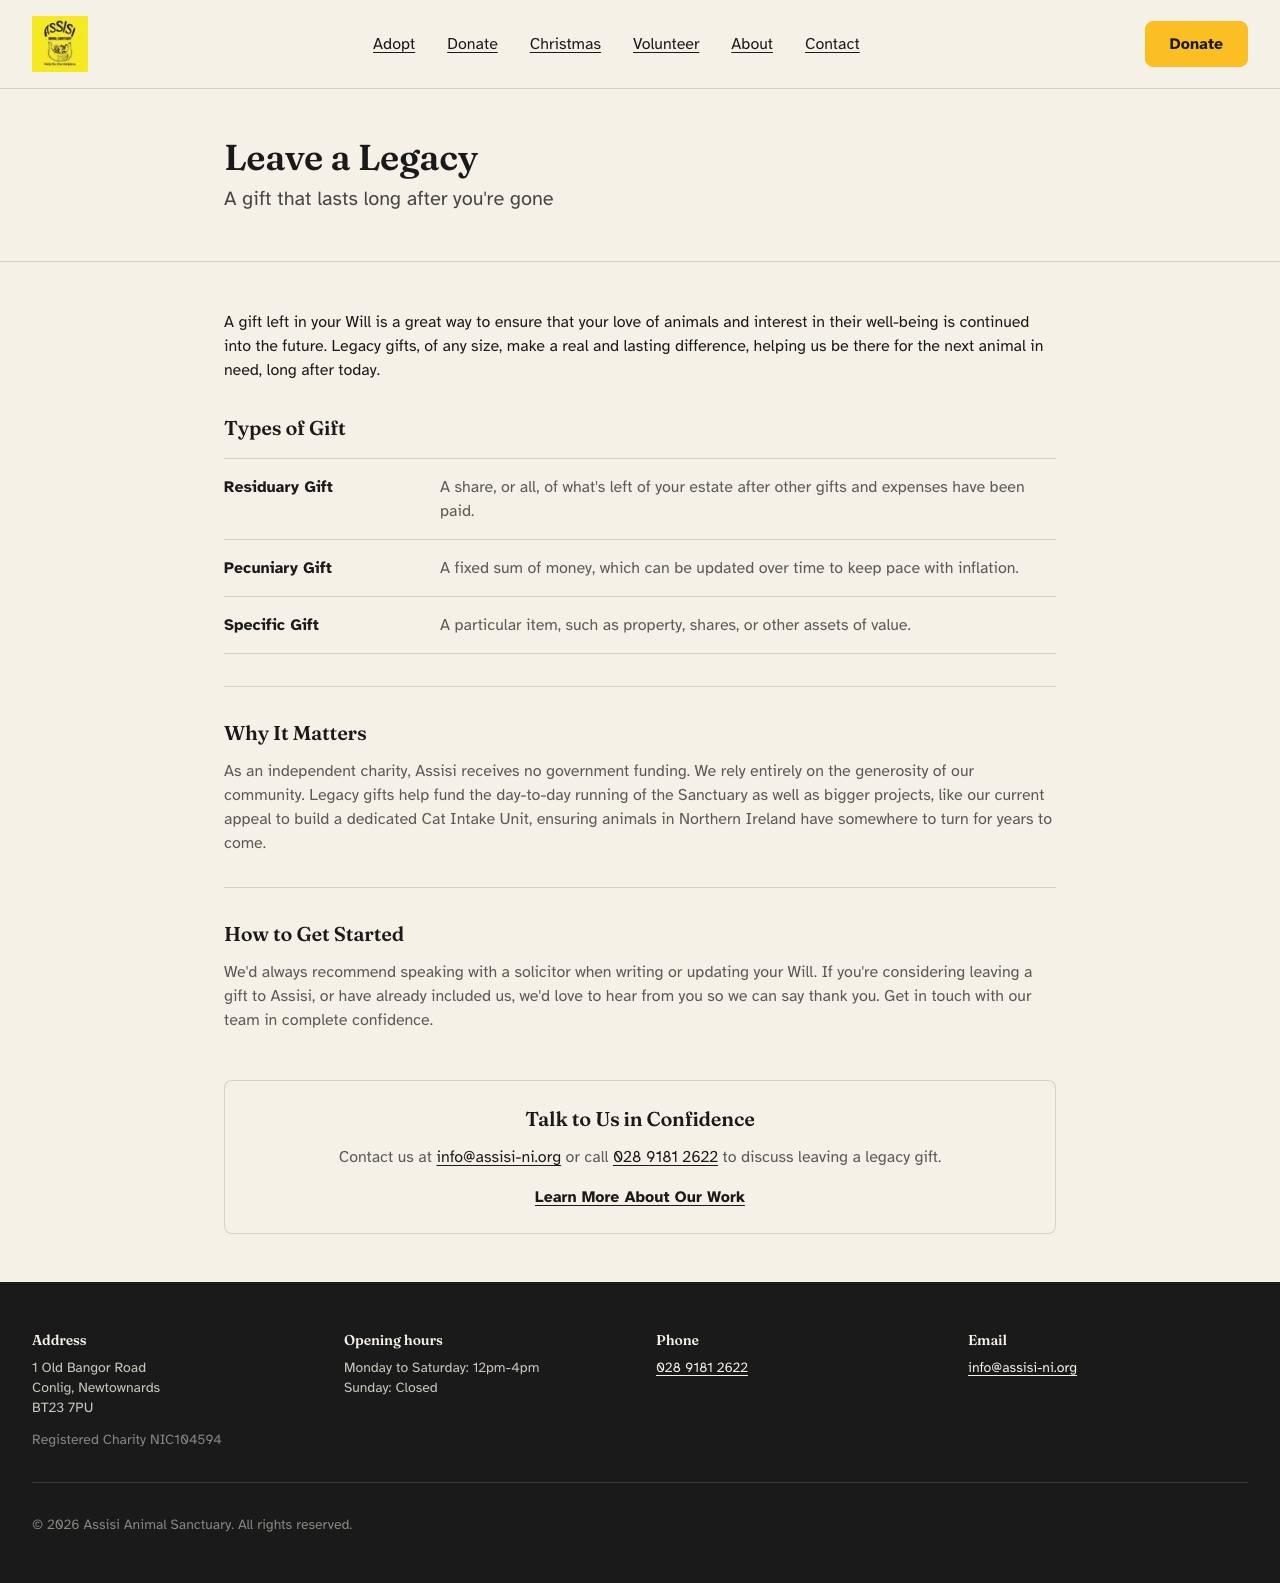 ASSISI
Adopt
Donate
Christmas
Volunteer
About
Contact
Donate
Leave a Legacy
A gift that lasts long after you're gone
A gift left in your Will is a great way to ensure that your love of animals and interest in their well-being is continued
into the future. Legacy gifts, of any size, make a real and lasting difference, helping us be there for the next animal in
need, long after today.
Types of Gift
Residuary Gift
A share, or all, of what's left of your estate after other gifts and expenses have been
paid.
Pecuniary Gift
A fixed sum of money, which can be updated over time to keep pace with inflation.
Specific Gift
A particular item, such as property, shares, or other assets of value.
Why It Matters
As an independent charity, Assisi receives no government funding. We rely entirely on the generosity of our
community. Legacy gifts help fund the day-to-day running of the Sanctuary as well as bigger projects, like our current
appeal to build a dedicated Cat Intake Unit, ensuring animals in Northern Ireland have somewhere to turn for years to
come.
How to Get Started
We'd always recommend speaking with a solicitor when writing or updating your Will. If you're considering leaving a
gift to Assisi, or have already included us, we'd love to hear from you so we can say thank you. Get in touch with our
team in complete confidence.
Talk to Us in Confidence
Contact us at info@assisi-ni.org or call 028 9181 2622 to discuss leaving a legacy gift.
Learn More About Our Work
Address
1 Old Bangor Road
Conlig, Newtownards
BT23 7PU
Registered Charity NIC104594
Opening hours
Monday to Saturday: 12pm-4pm
Sunday: Closed
Phone
028 9181 2622
Email
info@assisi-ni.org
© 2026 Assisi Animal Sanctuary. All rights reserved.